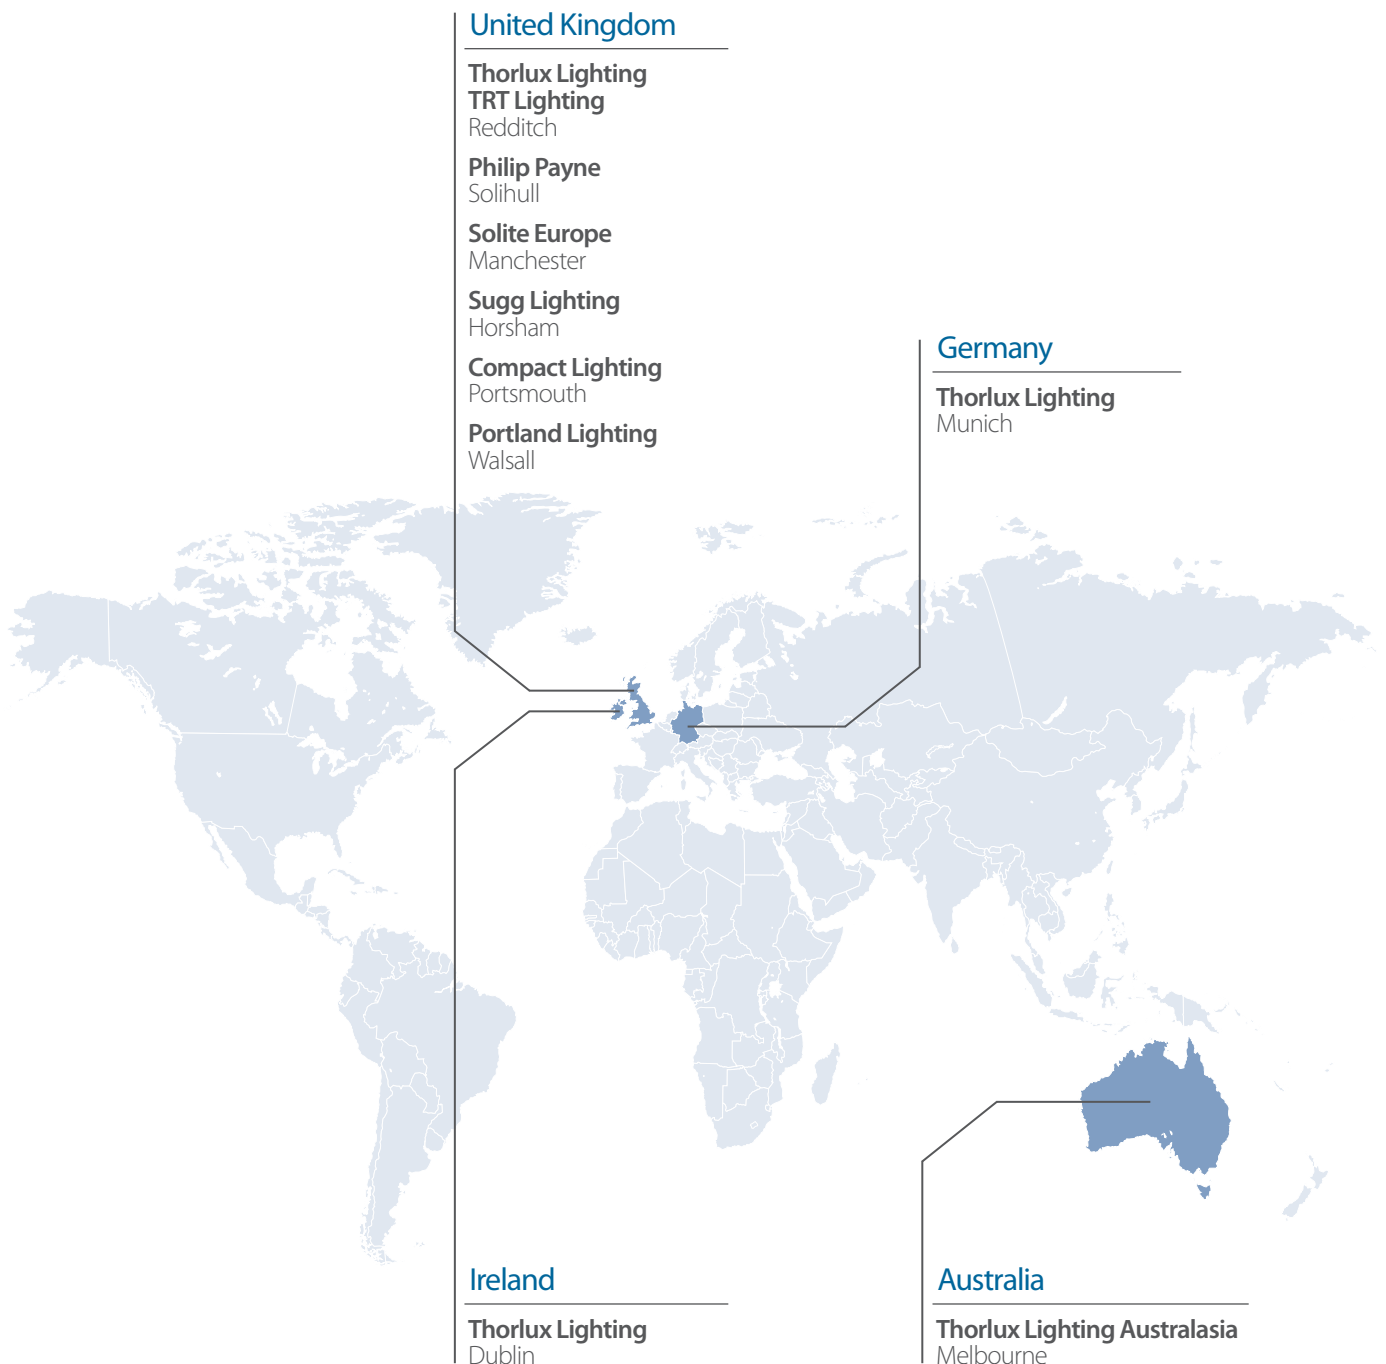 United Kingdom
Thorlux Lighting
TRT Lighting
Redditch
Philip Payne
Solihull
Solite Europe
Manchester
Sugg Lighting
Horsham
Compact Lighting
Portsmouth
Portland Lighting
Walsall
Germany
Thorlux Lighting
Munich
Ireland
Thorlux Lighting
Dublin
Australia
Thorlux Lighting Australasia
Melbourne